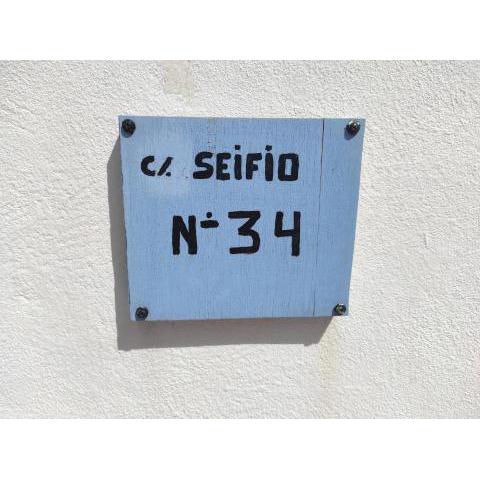 C/. SEiFiO
Nº 34